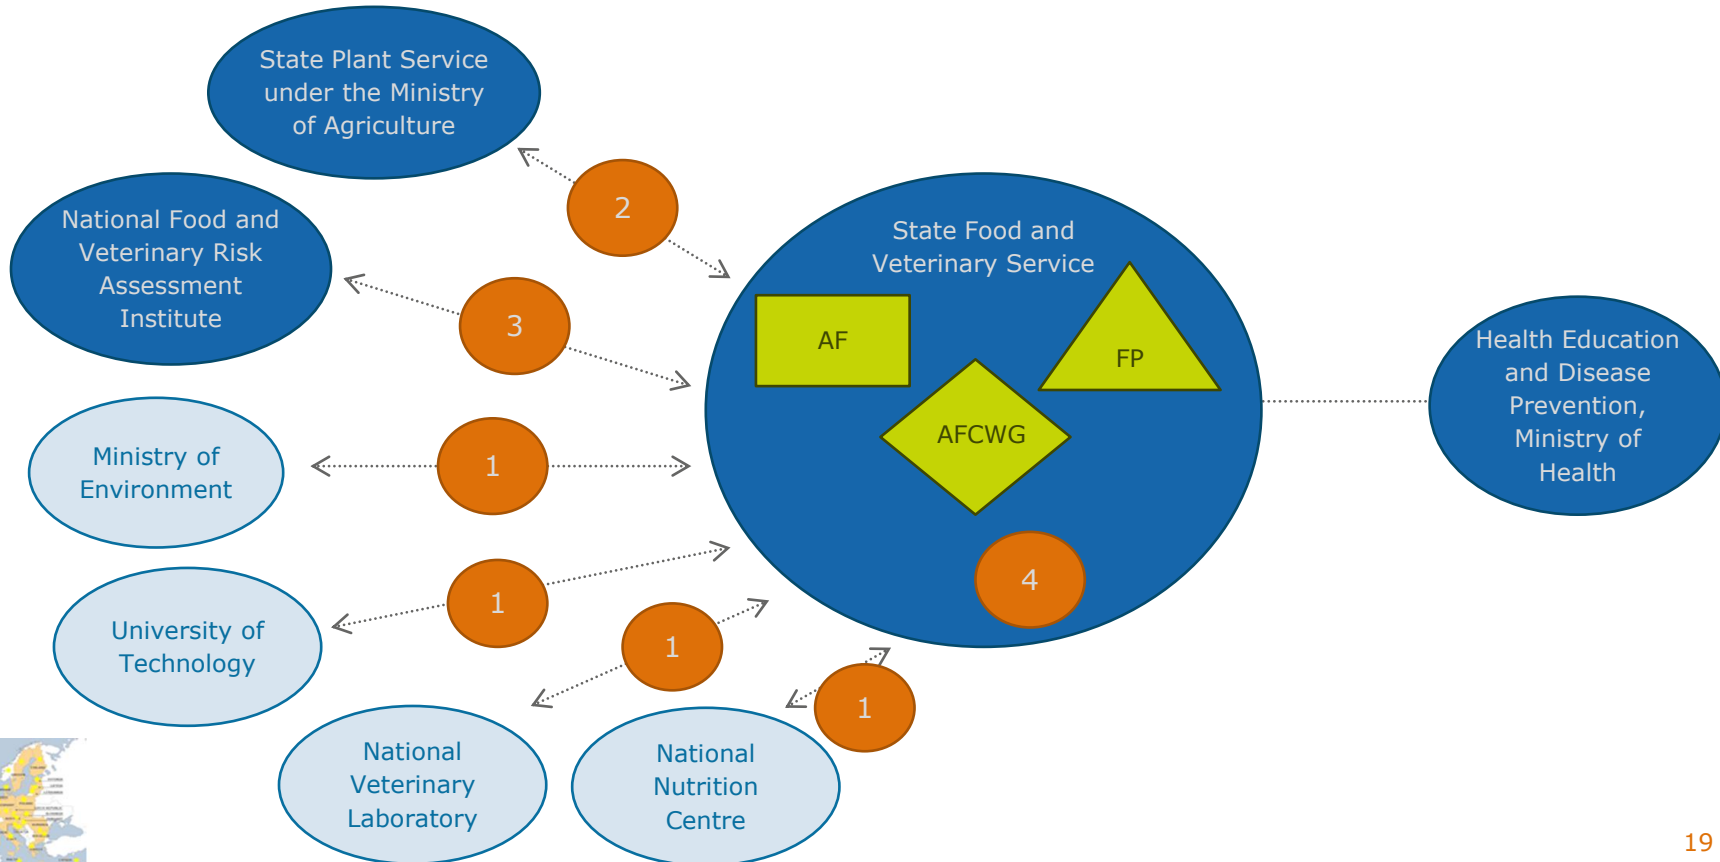 State Plant Service
under the Ministry
of Agriculture
2
National Food and
Veterinary Risk
Assessment
Institute
3
State Food and
Veterinary Service
AF
FP
AFCWG
4
Health Education
and Disease
Prevention,
Ministry of
Health
Ministry of
Environment
1
University of
Technology
1
1
1
National
Veterinary
Laboratory
National
Nutrition
Centre
19